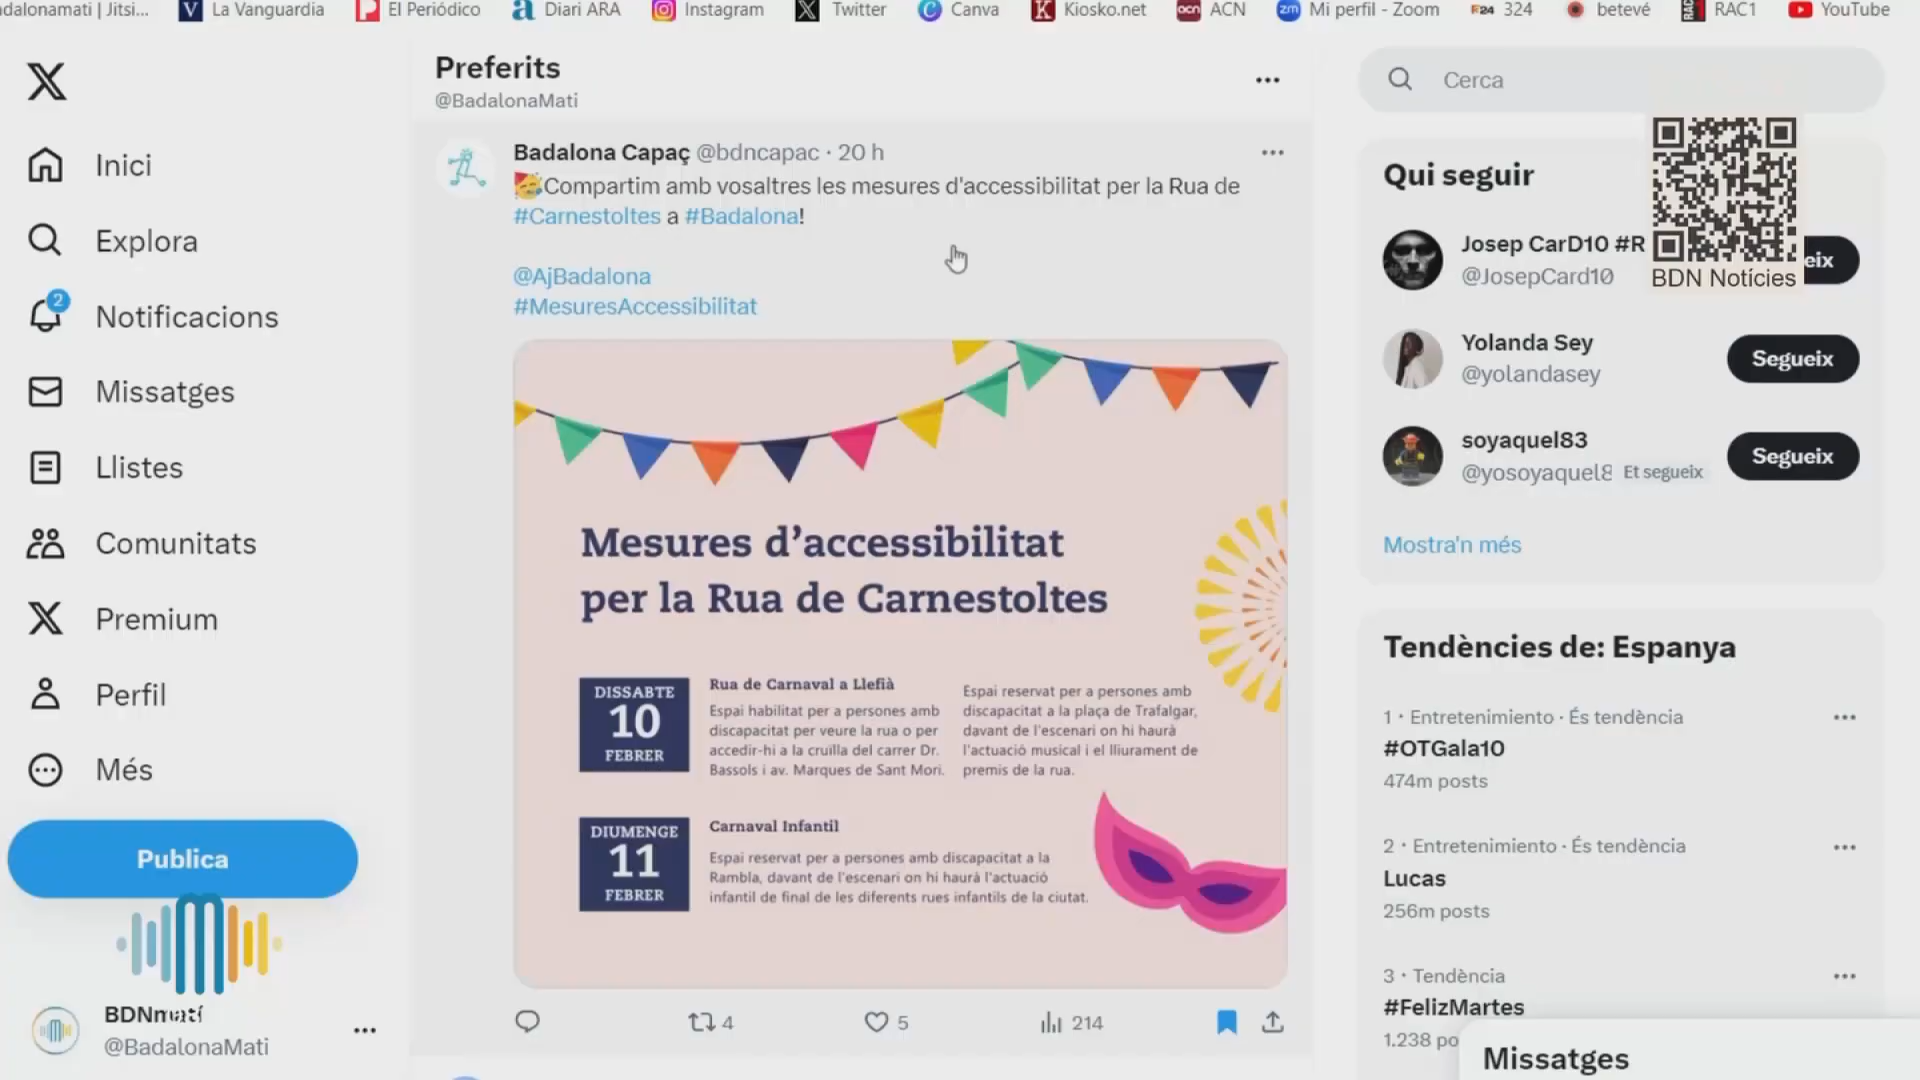 dalonamati | Jitsi...
La Vanguardia
El Periódico
Diari ARA
Instagram
Twitter
Canva
Kiosko.net
ACN
Mi perfil - Zoom
324
betevé
RAC1
YouTube
Inici
Explora
2
Notificacions
Missatges
Llistes
Comunitats
Premium
Perfil
Més
Publica
BDNmatí
@BadalonaMati
Preferits
@BadalonaMati
Badalona Capaç @bdncapac · 20 h
Compartim amb vosaltres les mesures d'accessibilitat per la Rua de
#Carnestoltes a #Badalona!
@AjBadalona
#MesuresAccessibilitat
Mesures d'accessibilitat
per la Rua de Carnestoltes
DISSABTE
10
FEBRER
Rua de Carnaval a Llefià
Espai habilitat per a persones amb
discapacitat per veure la rua o per
accedir-hi a la cruïlla del carrer Dr.
Bassols i av. Marques de Sant Mori.
Espai reservat per a persones amb
discapacitat a la plaça de Trafalgar,
davant de l'escenari on hi haurà
l'actuació musical i el lliurament de
premis de la rua.
DIUMENGE
11
FEBRER
Carnaval Infantil
Espai reservat per a persones amb discapacitat a la
Rambla, davant de l'escenari on hi haurà l'actuació
infantil de final de les diferents rues infantils de la ciutat.
4
5
214
Cerca
Qui seguir
Josep CarD10 #R
@JosepCard10
eix
BDN Notícies
Yolanda Sey
@yolandasey
Segueix
soyaquel83
@yosoyaquel8 Et segueix
Segueix
Mostra'n més
Tendències de: Espanya
1 · Entretenimiento · És tendència
#OTGala10
474m posts
2 · Entretenimiento · És tendència
Lucas
256m posts
3 · Tendència
#FelizMartes
1.238 po
Missatges